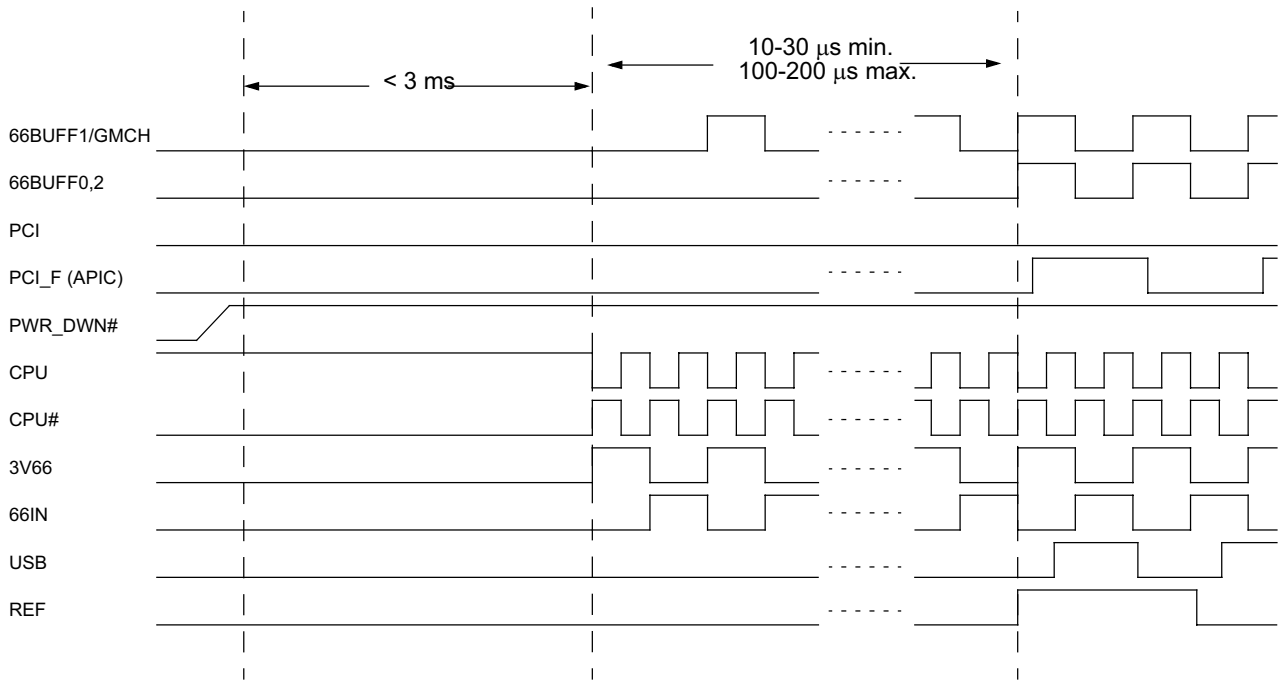 10-30 μs min.
100-200 μs max.
< 3 ms
66BUFF1/GMCH
66BUFF0,2
PCI
PCI_F (APIC)
PWR_DWN#
CPU
CPU#
3V66
66IN
USB
REF